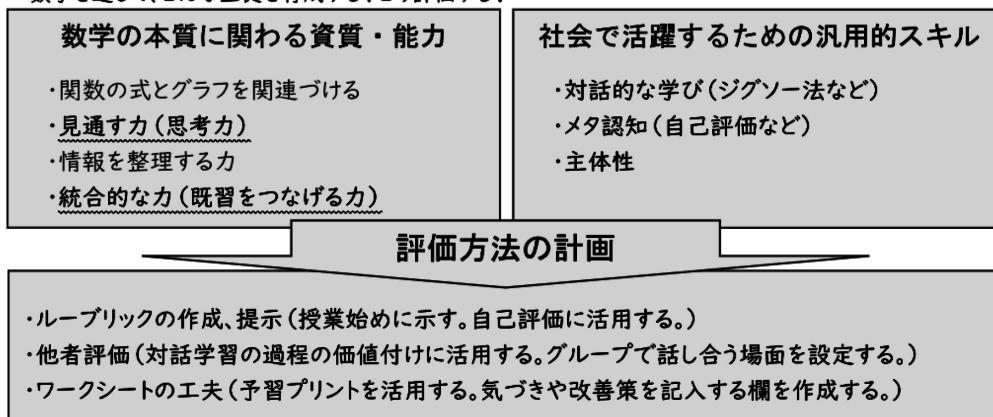 数学の本質に関わる資質・能力
・関数の式とグラフを関連づける
・見通す力(思考力)
・情報を整理する力
・統合的な力(既習をつなげる力)
社会で活躍するための汎用的スキル
・対話的な学び(ジグソー法など)
・メタ認知(自己評価など)
・主体性
評価方法の計画
・ルーブリックの作成、提示(授業始めに示す。自己評価に活用する。)
・他者評価(対話学習の過程の価値付けに活用する。グループで話し合う場面を設定する。)
・ワークシートの工夫(予習プリントを活用する。気づきや改善策を記入する欄を作成する。)